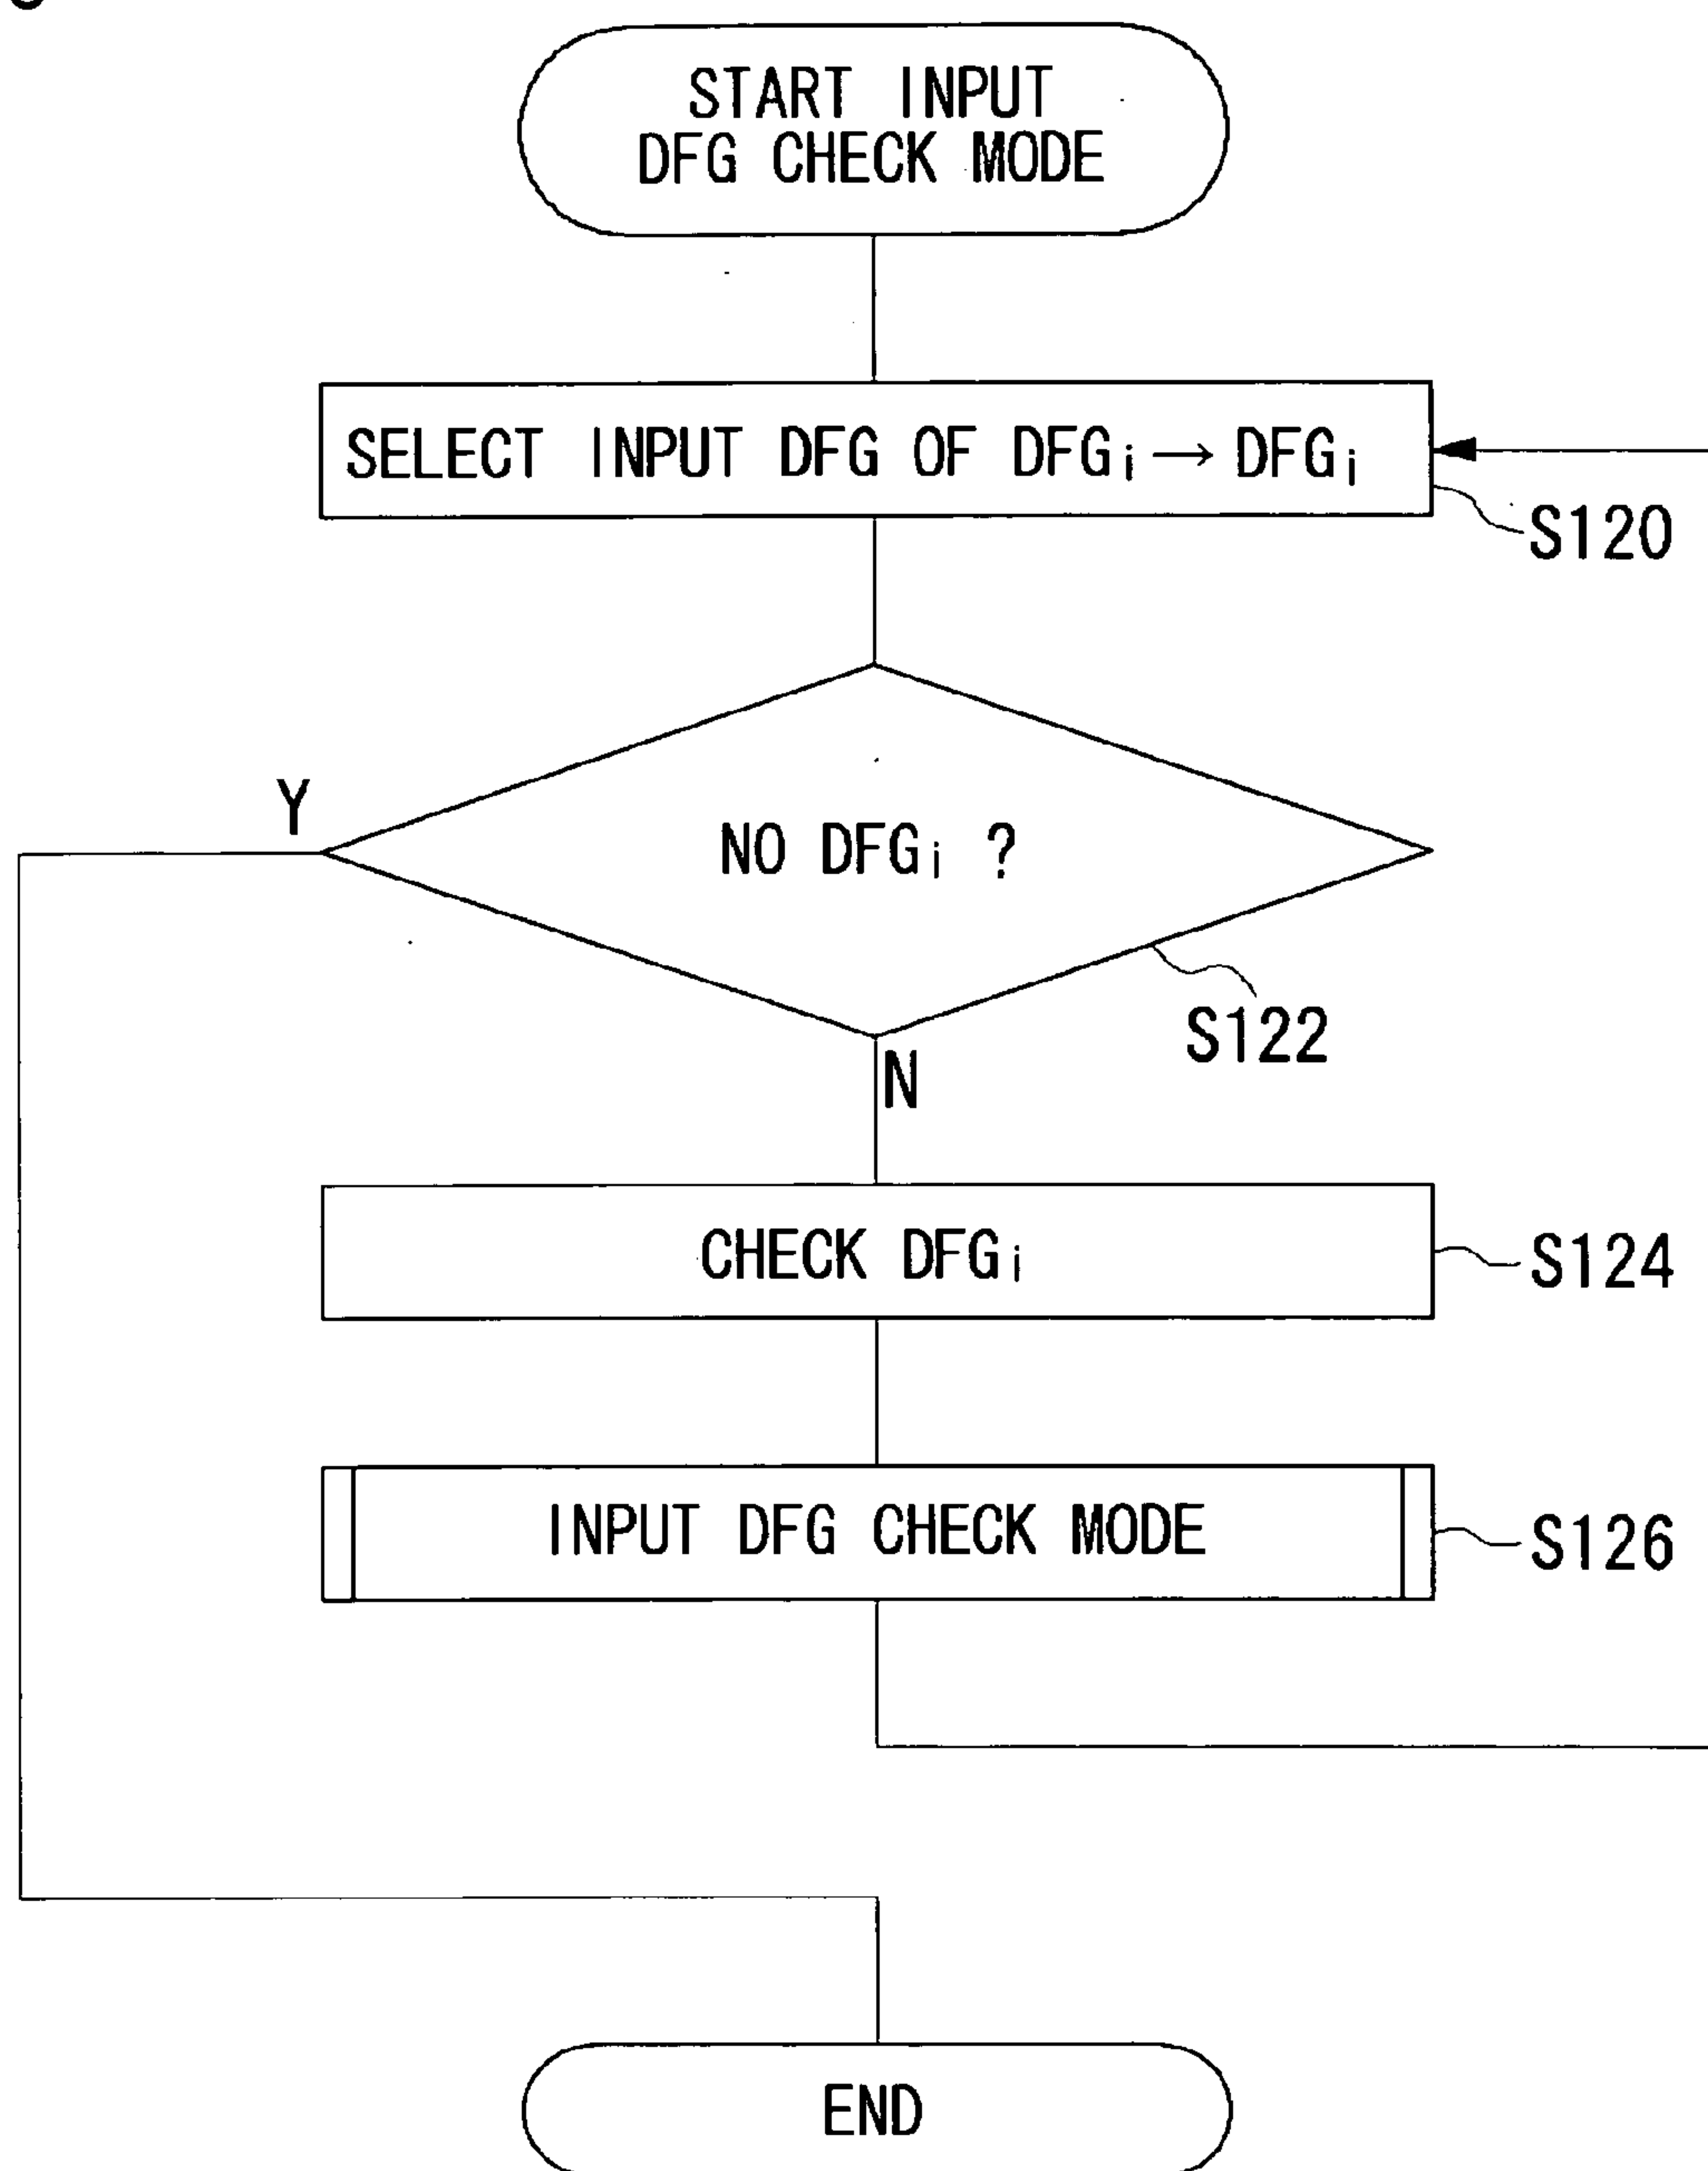 START INPUT
DFG CHECK MODE
SELECT INPUT DFG OF DFGi → DFGi
S120
Y
NO DFGi ?
S122
N
CHECK DFGi
S124
INPUT DFG CHECK MODE
S126
END